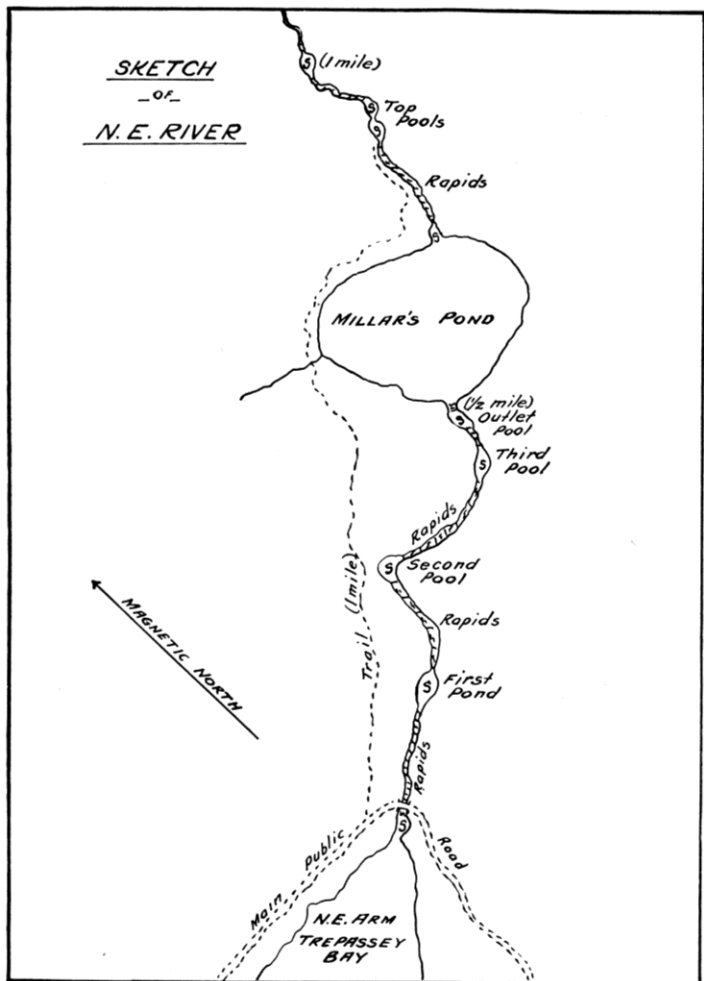 SKETCH
_OF_
N.E. RIVER
S
(1 mile)
S
Top
Pools
S
Rapids
S
MILLAR'S POND
(1/2 mile)
S
Outlet
Pool
S
Third
Pool
Rapids
S
Second
Pool
Trail (1 mile)
MAGNETIC NORTH
Rapids
S
First
Pond
Rapids
S
Main Public Road
N.E. ARM
TREPASSEY
BAY